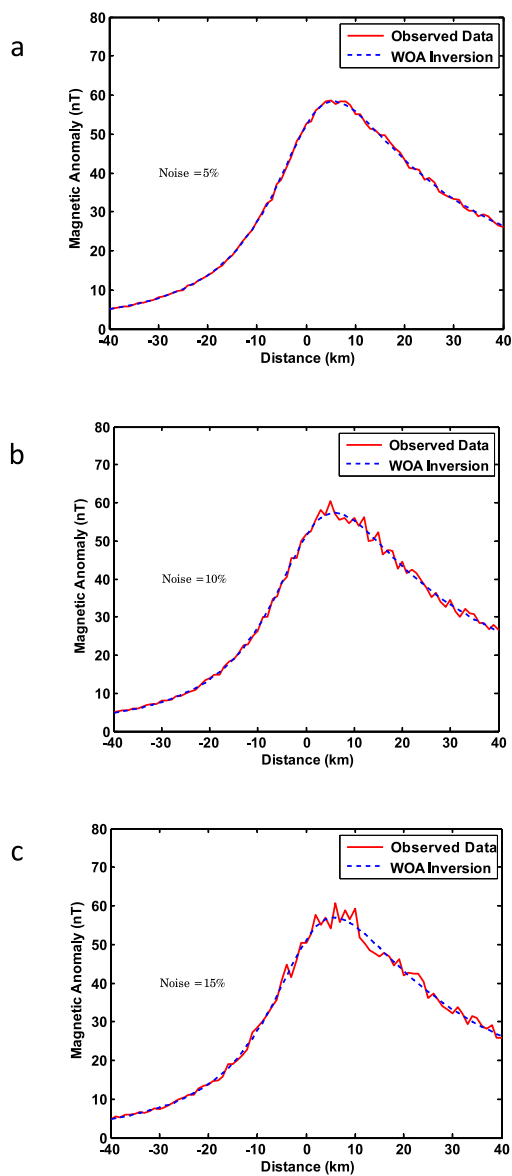 a
80
70
60
50
40
30
20
10
0
Magnetic Anomaly (nT)
Observed Data
WOA Inversion
Noise =5%
-40 -30 -20 -10 0 10 20 30 40
Distance (km)
b
80
70
60
50
40
30
20
10
0
Magnetic Anomaly (nT)
Observed Data
WOA Inversion
Noise =10%
-40 -30 -20 -10 0 10 20 30 40
Distance (km)
c
80
70
60
50
40
30
20
10
0
Magnetic Anomaly (nT)
Observed Data
WOA Inversion
Noise =15%
-40 -30 -20 -10 0 10 20 30 40
Distance (km)